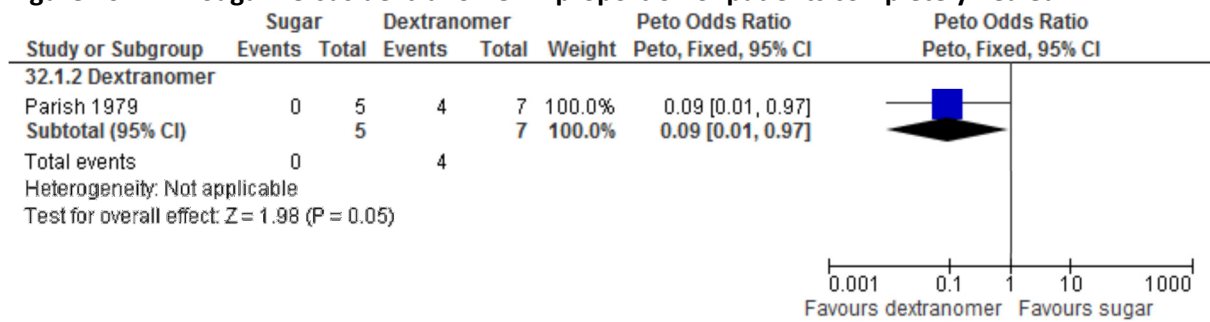 Sugar Dextranomer Peto Odds Ratio Peto Odds Ratio
Study or Subgroup Events Total Events Total Weight Peto, Fixed, 95% CI Peto, Fixed, 95% CI
32.1.2 Dextranomer
Parish 1979 0 5 4 7 100.0% 0.09 [0.01, 0.97]
Subtotal (95% CI) 5 7 100.0% 0.09 [0.01, 0.97]
Total events 0 4
Heterogeneity: Not applicable
Test for overall effect: Z = 1.98 (P = 0.05)
0.001 0.1 1 10 1000
Favours dextranomer Favours sugar